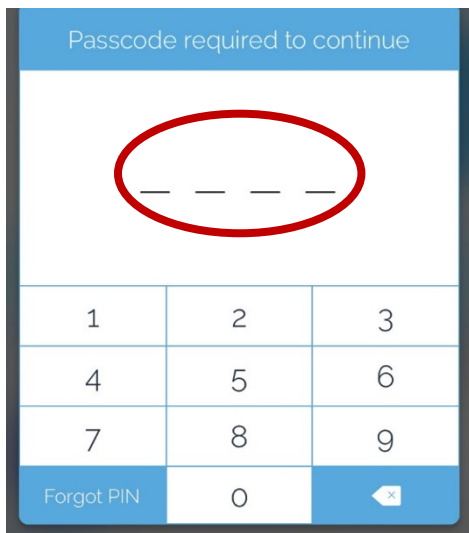 Passcode required to continue
_ _ _ _
1 2 3
4 5 6
7 8 9
Forgot PIN 0